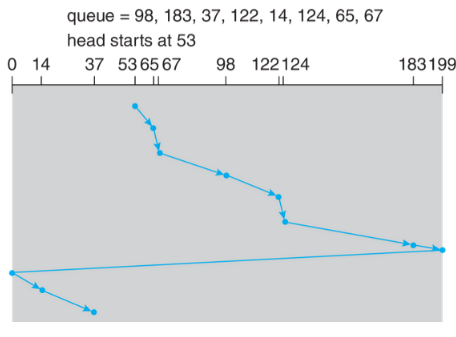 queue = 98, 183, 37, 122, 14, 124, 65, 67
head starts at 53
0 14 37 53 65 67 98 122 124 183 199